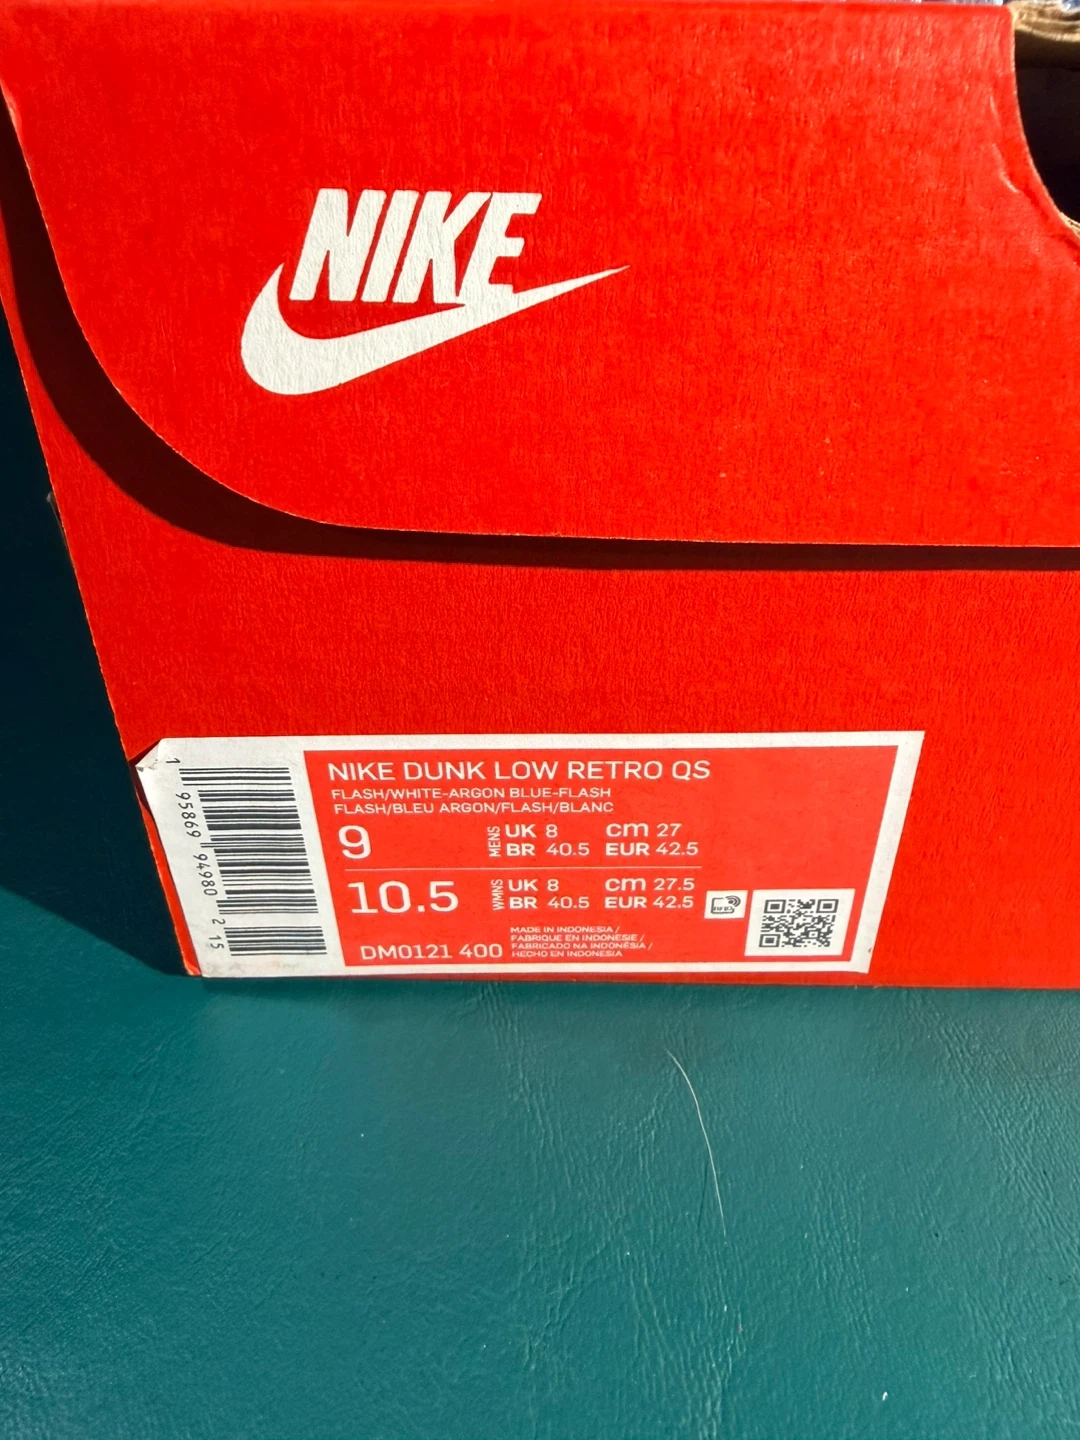 NIKE
NIKE DUNK LOW RETRO QS
FLASH/WHITE-ARGON BLUE-FLASH
FLASH/BLEU ARGON/FLASH/BLANC
9 MENS UK 8 cm 27
BR 40.5 EUR 42.5
10.5 WMNS UK 8 cm 27.5
BR 40.5 EUR 42.5
DM0121 400
MADE IN INDONESIA /
FABRIQUE EN INDONESIE /
FABRICADO NA INDONÉSIA /
HECHO EN INDONESIA
1 95869 94980 2 15